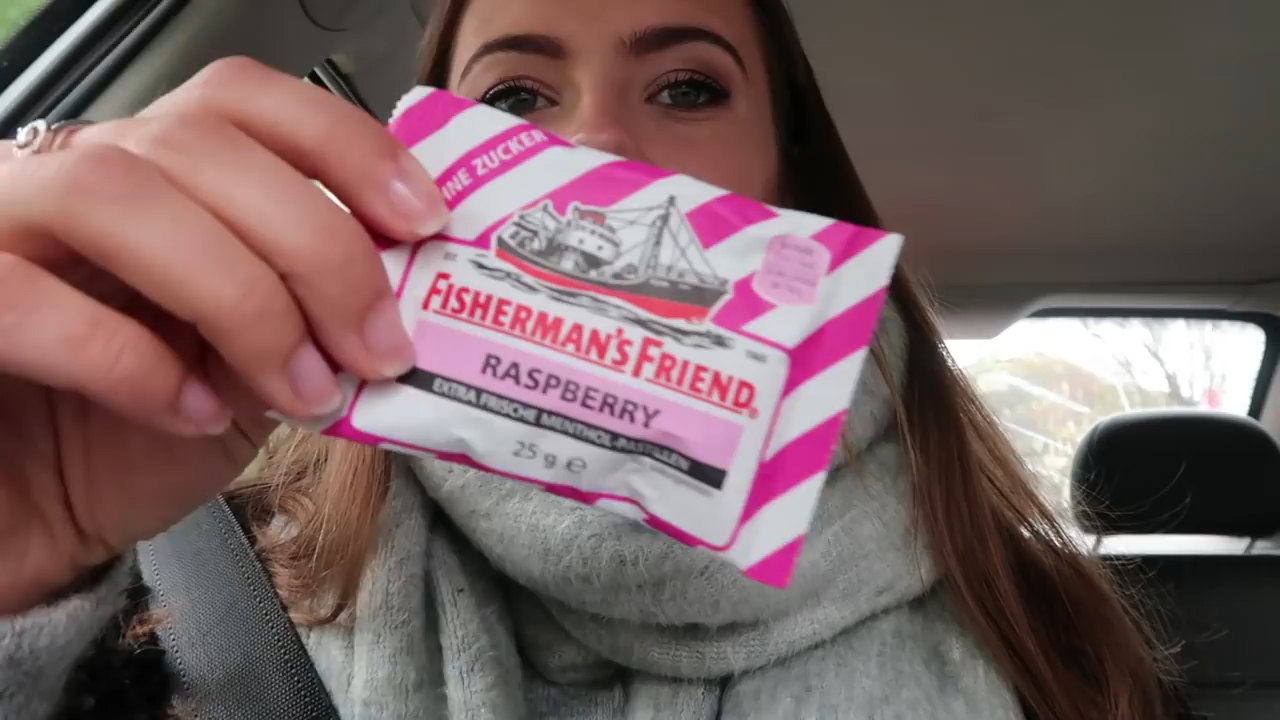 NE ZUCKER
FISHERMAN'S FRIEND
RASPBERRY
EXTRA FRISCHE MENTHOL-PASTILLEN
25 g e